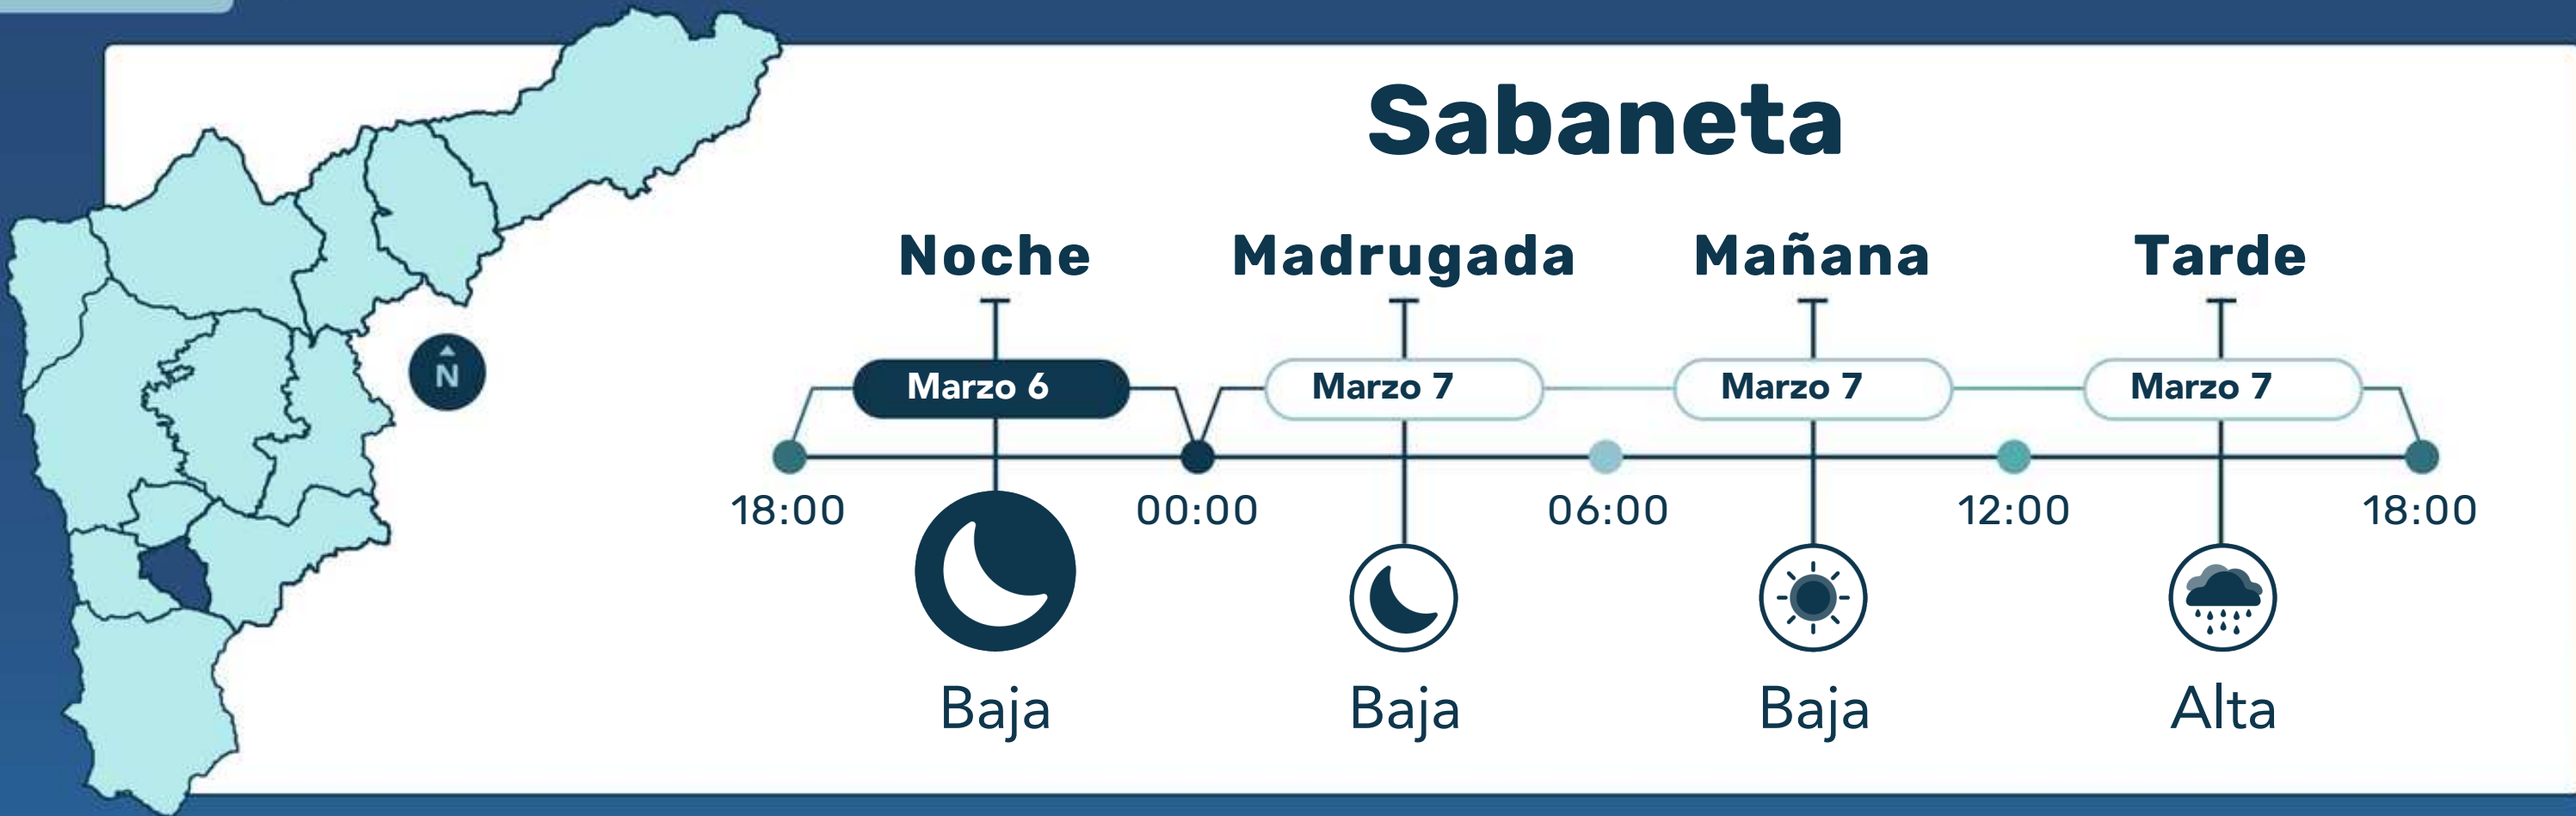 Sabaneta
Noche Madrugada Mañana Tarde
N
Marzo 6 Marzo 7 Marzo 7 Marzo 7
18:00 00:00 06:00 12:00 18:00
Baja Baja Baja Alta